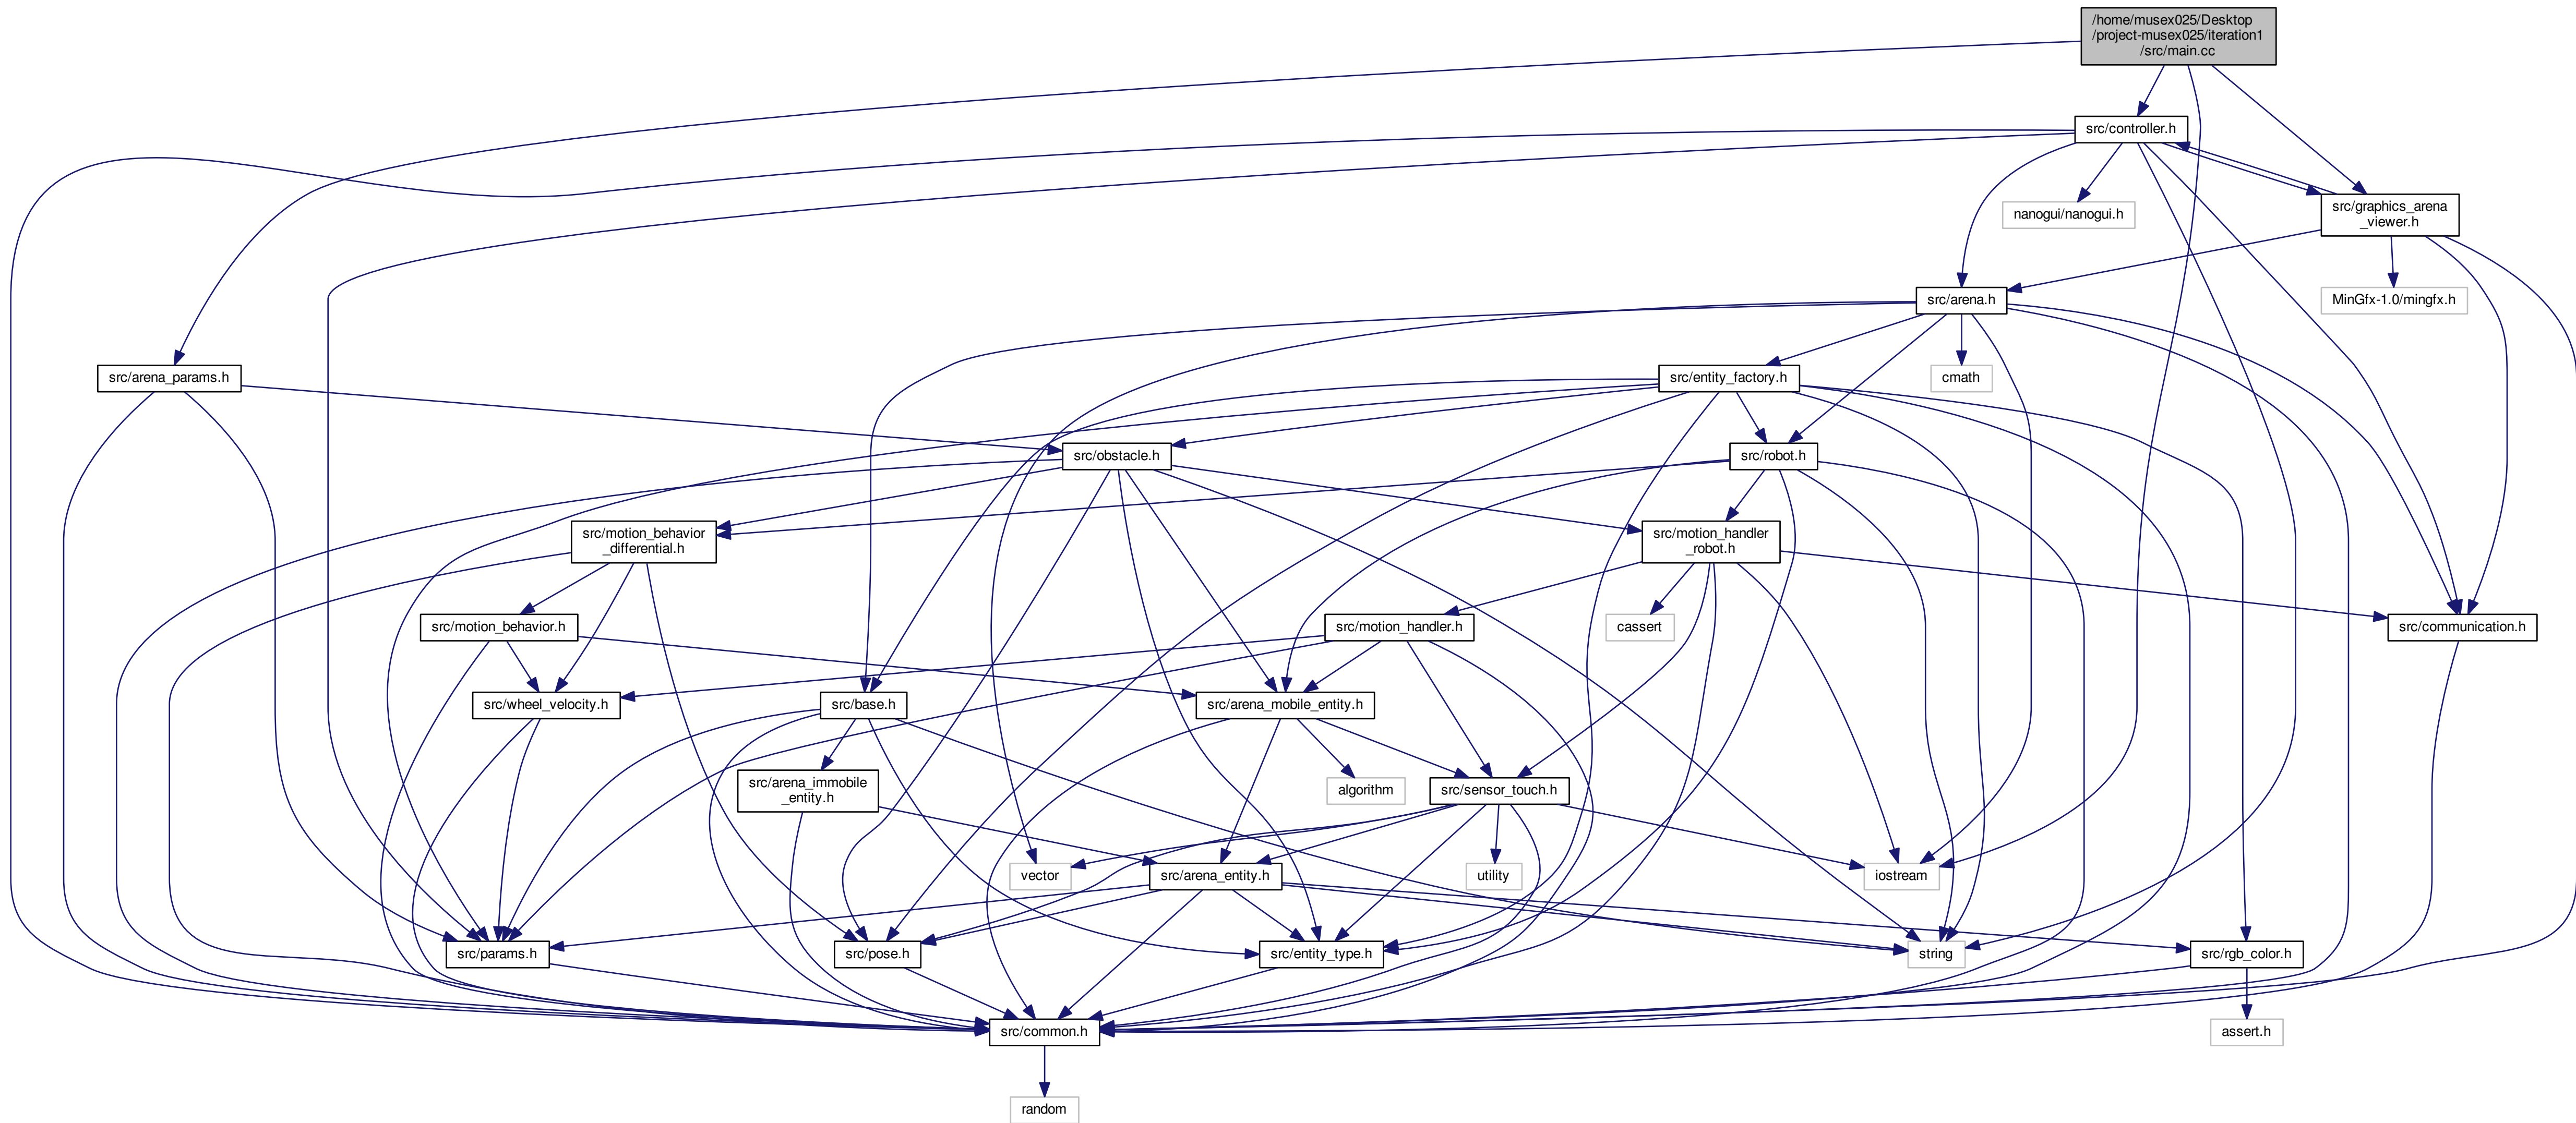 /home/musex025/Desktop
/project-musex025/iteration1
/src/main.cc
src/controller.h
nanogui/nanogui.h
src/graphics_arena
_viewer.h
src/arena.h
MinGfx-1.0/mingfx.h
src/arena_params.h
src/entity_factory.h
cmath
src/obstacle.h
src/robot.h
src/motion_behavior
_differential.h
src/motion_handler
_robot.h
src/motion_behavior.h
src/motion_handler.h
cassert
src/communication.h
src/wheel_velocity.h
src/base.h
src/arena_mobile_entity.h
src/arena_immobile
_entity.h
algorithm
src/sensor_touch.h
vector
src/arena_entity.h
utility
iostream
src/params.h
src/pose.h
src/entity_type.h
string
src/rgb_color.h
src/common.h
assert.h
random